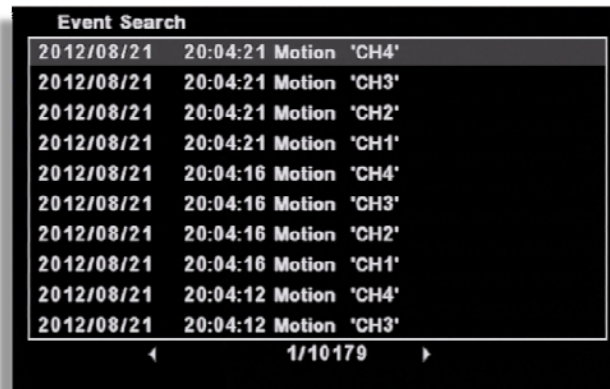 Event Search
2012/08/21 20:04:21 Motion 'CH4'
2012/08/21 20:04:21 Motion 'CH3'
2012/08/21 20:04:21 Motion 'CH2'
2012/08/21 20:04:21 Motion 'CH1'
2012/08/21 20:04:16 Motion 'CH4'
2012/08/21 20:04:16 Motion 'CH3'
2012/08/21 20:04:16 Motion 'CH2'
2012/08/21 20:04:16 Motion 'CH1'
2012/08/21 20:04:12 Motion 'CH4'
2012/08/21 20:04:12 Motion 'CH3'
1/10179